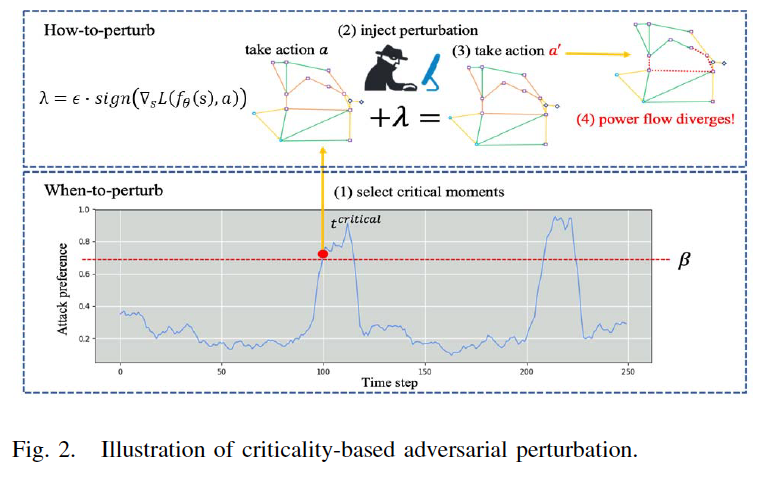 How-to-perturb
(2) inject perturbation
take action a
(3) take action a′
λ = ϵ · sign(∇ₛL(f_θ(s), a))
+λ =
(4) power flow diverges!
When-to-perturb
(1) select critical moments
t^critical
β
Attack preference
1.0
0.8
0.6
0.4
0.2
0
50
100
150
200
250
Time step
Fig. 2. Illustration of criticality-based adversarial perturbation.